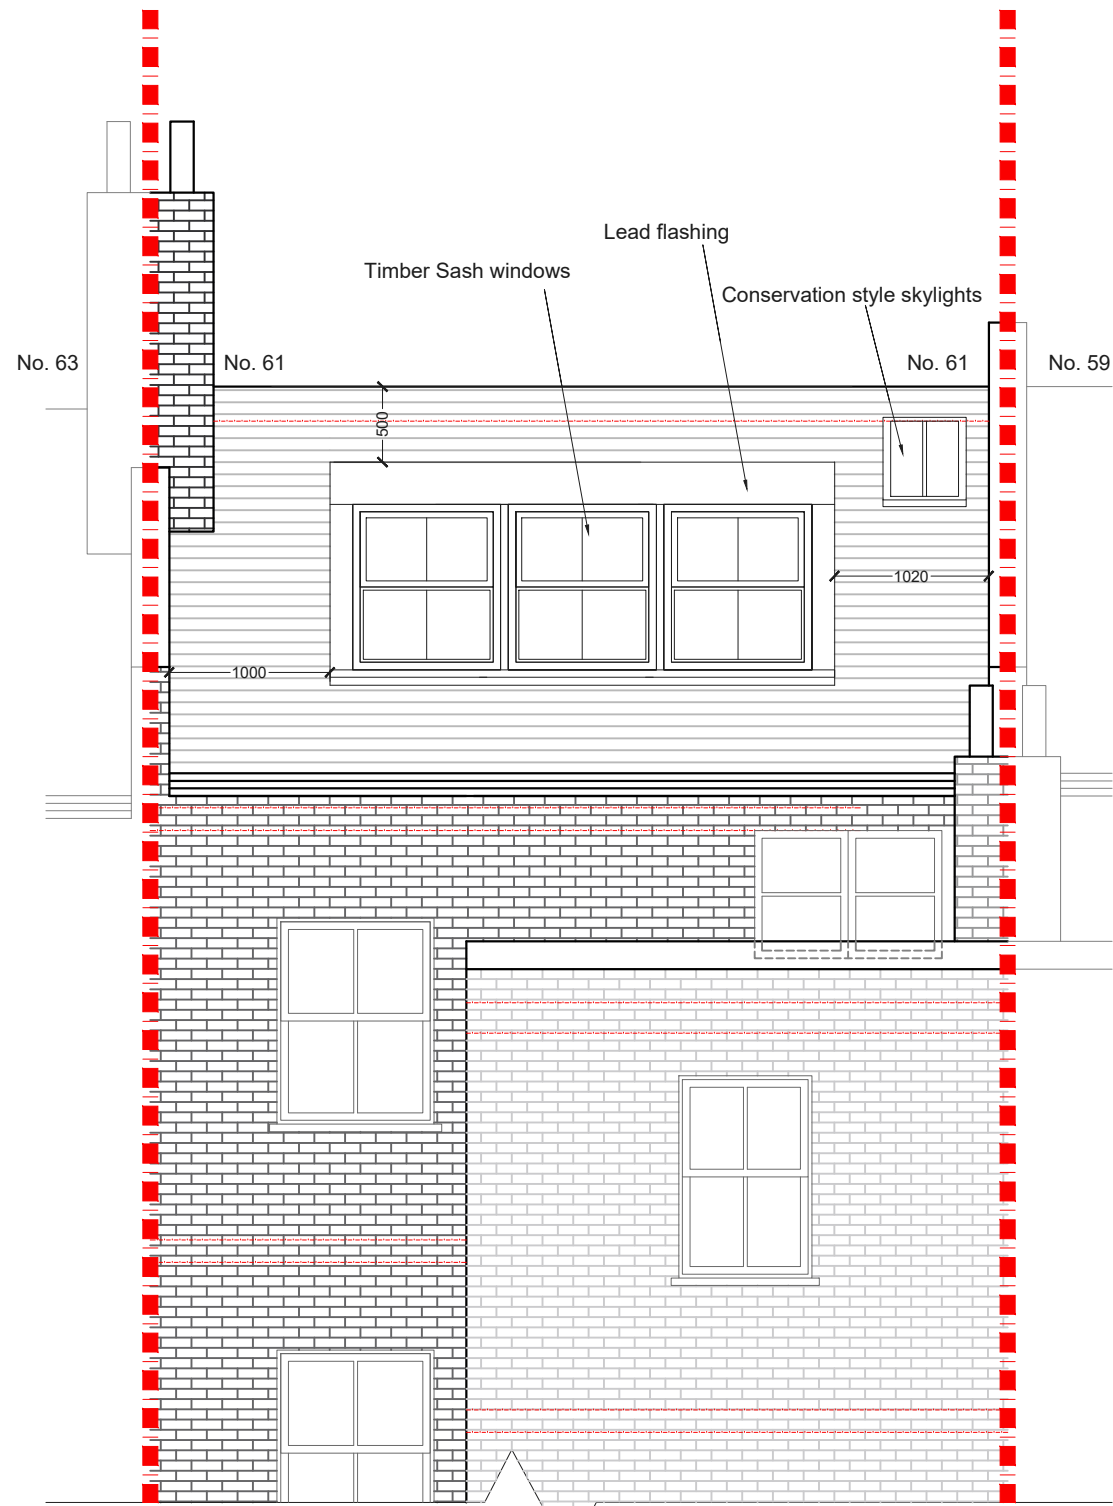 Lead flashing
Timber Sash windows
Conservation style skylights
No. 63
No. 61
No. 61
No. 59
500
1020
1000